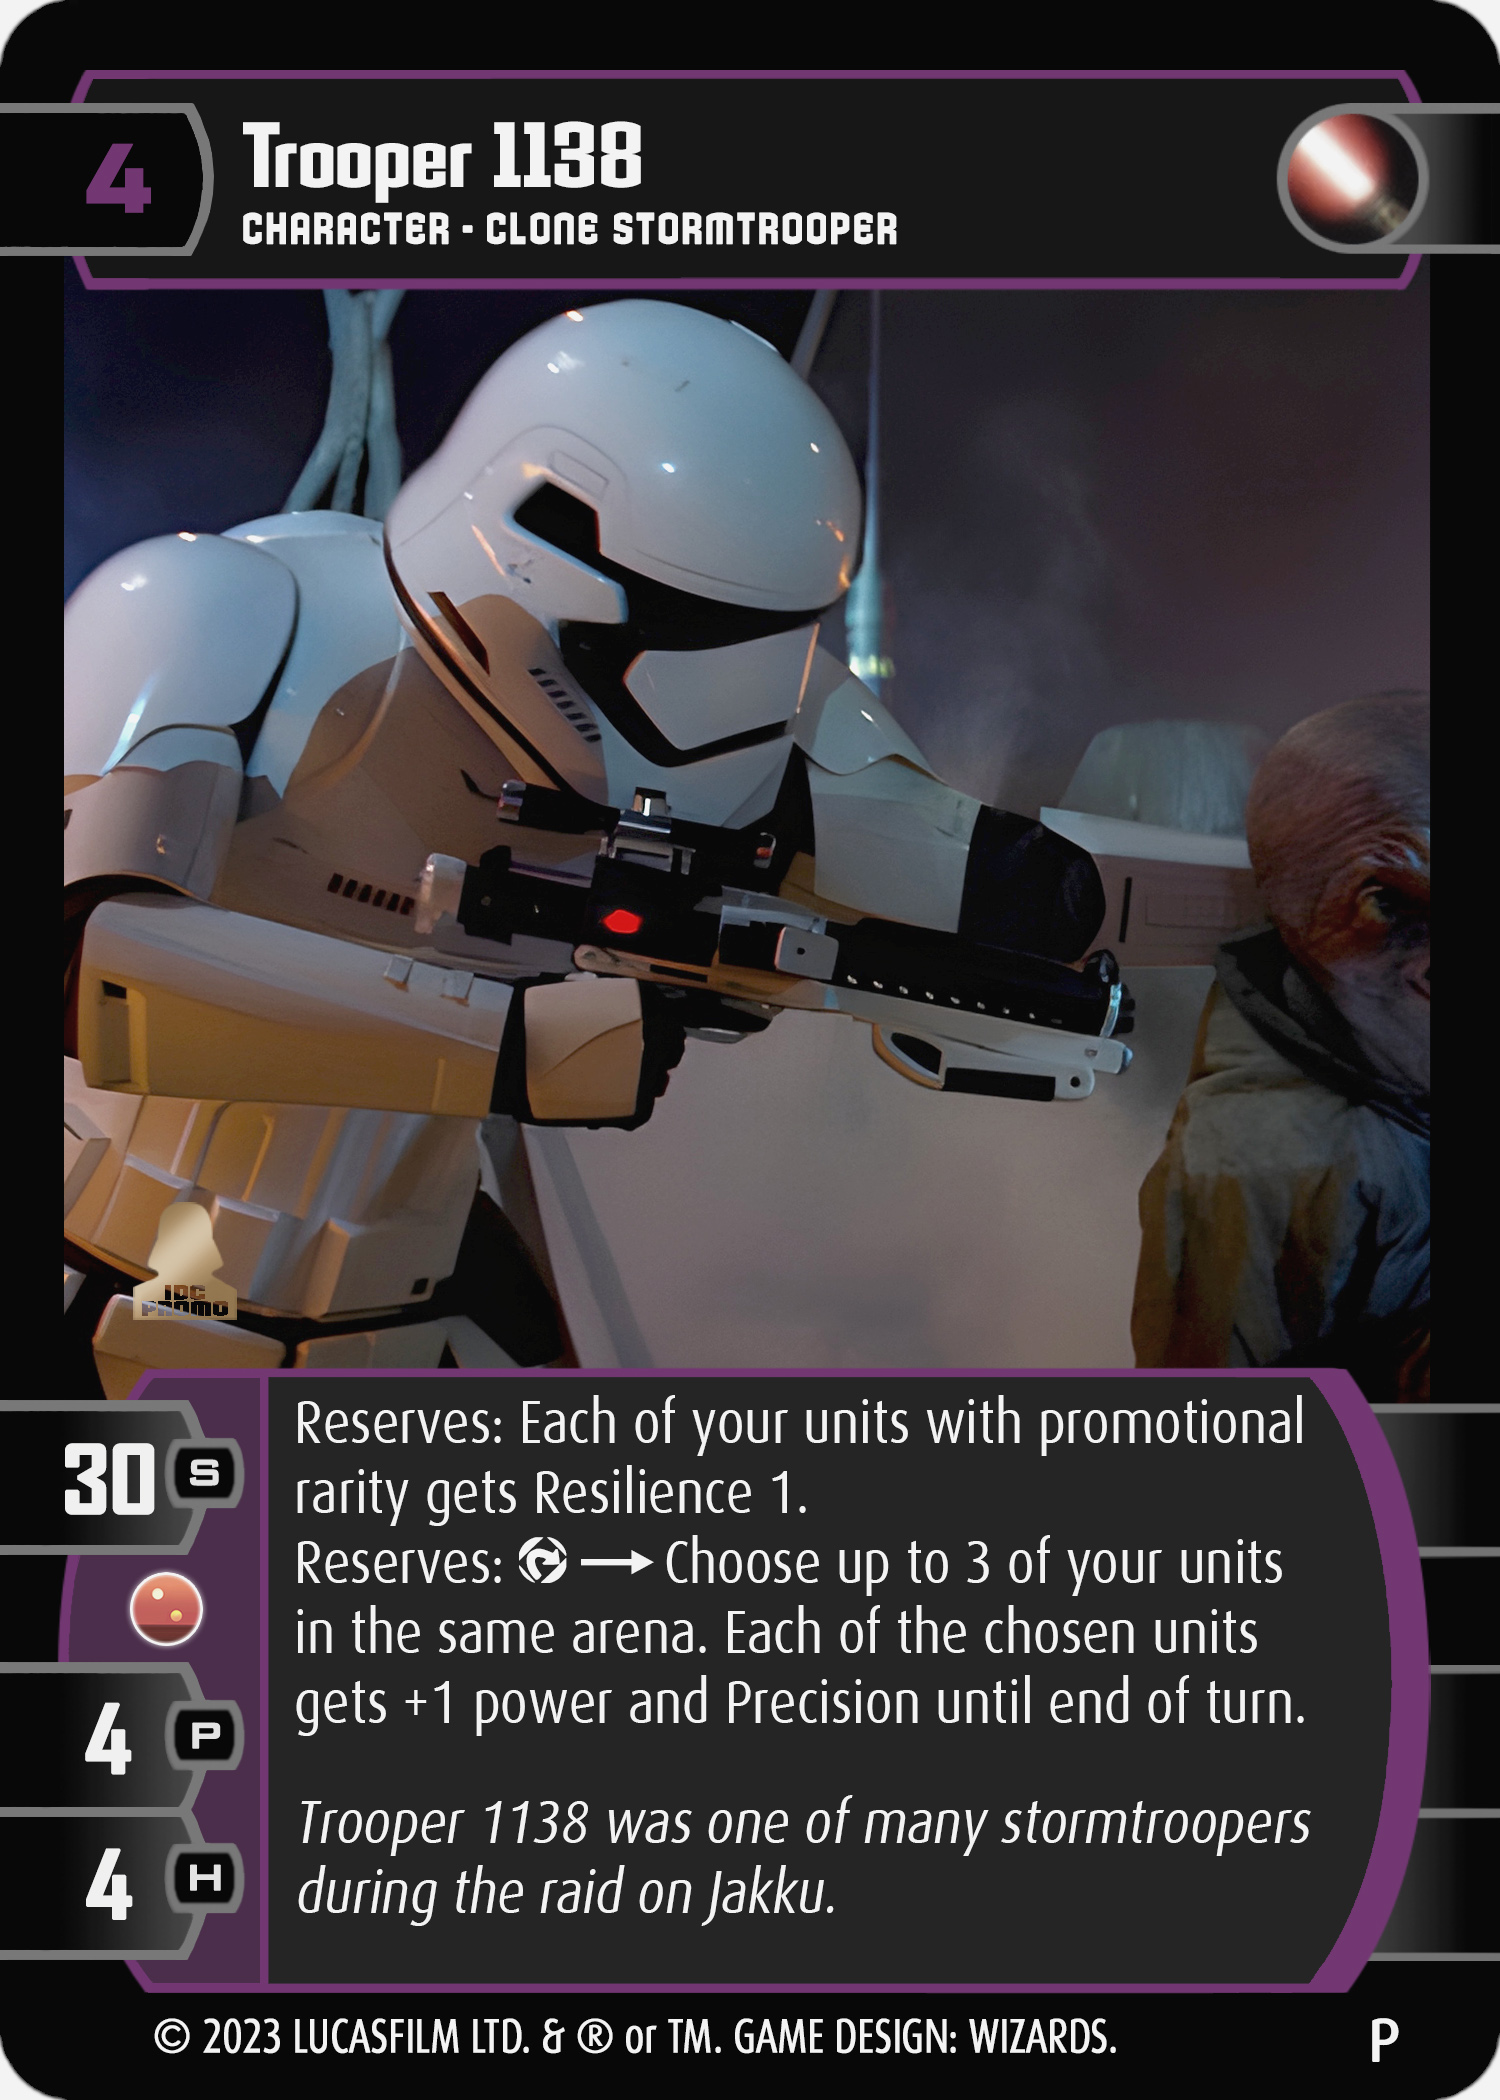 4
Trooper 1138
CHARACTER - CLONE STORMTROOPER
IDC
PROMO
30 S
4 P
4 H
Reserves: Each of your units with promotional
rarity gets Resilience 1.
Reserves: → Choose up to 3 of your units
in the same arena. Each of the chosen units
gets +1 power and Precision until end of turn.
Trooper 1138 was one of many stormtroopers
during the raid on Jakku.
© 2023 LUCASFILM LTD. & ® or TM. GAME DESIGN: WIZARDS.
P